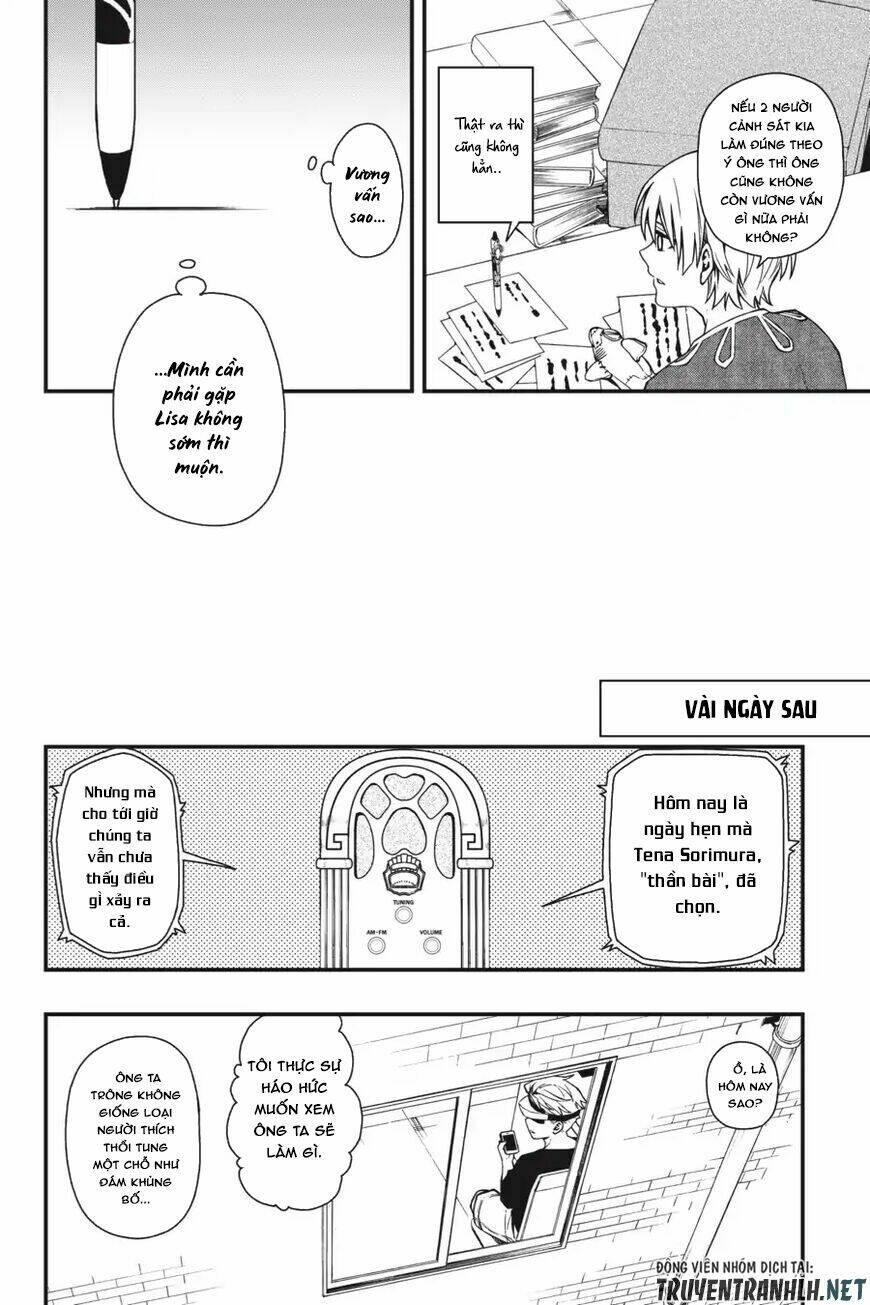 NẾU 2 NGƯỜI
CẢNH SÁT KIA
LÀM ĐÚNG THEO
Ý ÔNG THÌ ÔNG
CŨNG KHÔNG
CÒN VƯƠNG VẤN
GÌ NỮA PHẢI
KHÔNG?
Thật ra thì
cũng không
hẳn..
Vương
vấn
sao...
...Mình cần
phải gặp
Lisa không
sớm thì
muộn.
VÀI NGÀY SAU
Hôm nay là
ngày hẹn mà
Tena Sorimura,
"thần bài", đã
chọn.
Nhưng mà
cho tới giờ
chúng ta
vẫn chưa
thấy điều
gì xảy ra
cả.
TUNING
AM-FM
VOLUME
Ồ, LÀ
HÔM NAY
SAO?
TÔI THỰC SỰ
HÁO HỨC
MUỐN XEM
ÔNG TA SẼ
LÀM GÌ.
ÔNG TA
TRÔNG KHÔNG
GIỐNG LOẠI
NGƯỜI THÍCH
THỔI TUNG
MỘT CHỖ NHƯ
ĐÁM KHỦNG
BỐ...
ĐỘNG VIÊN NHÓM DỊCH TẠI:
TRUYENTRANHLH.NET